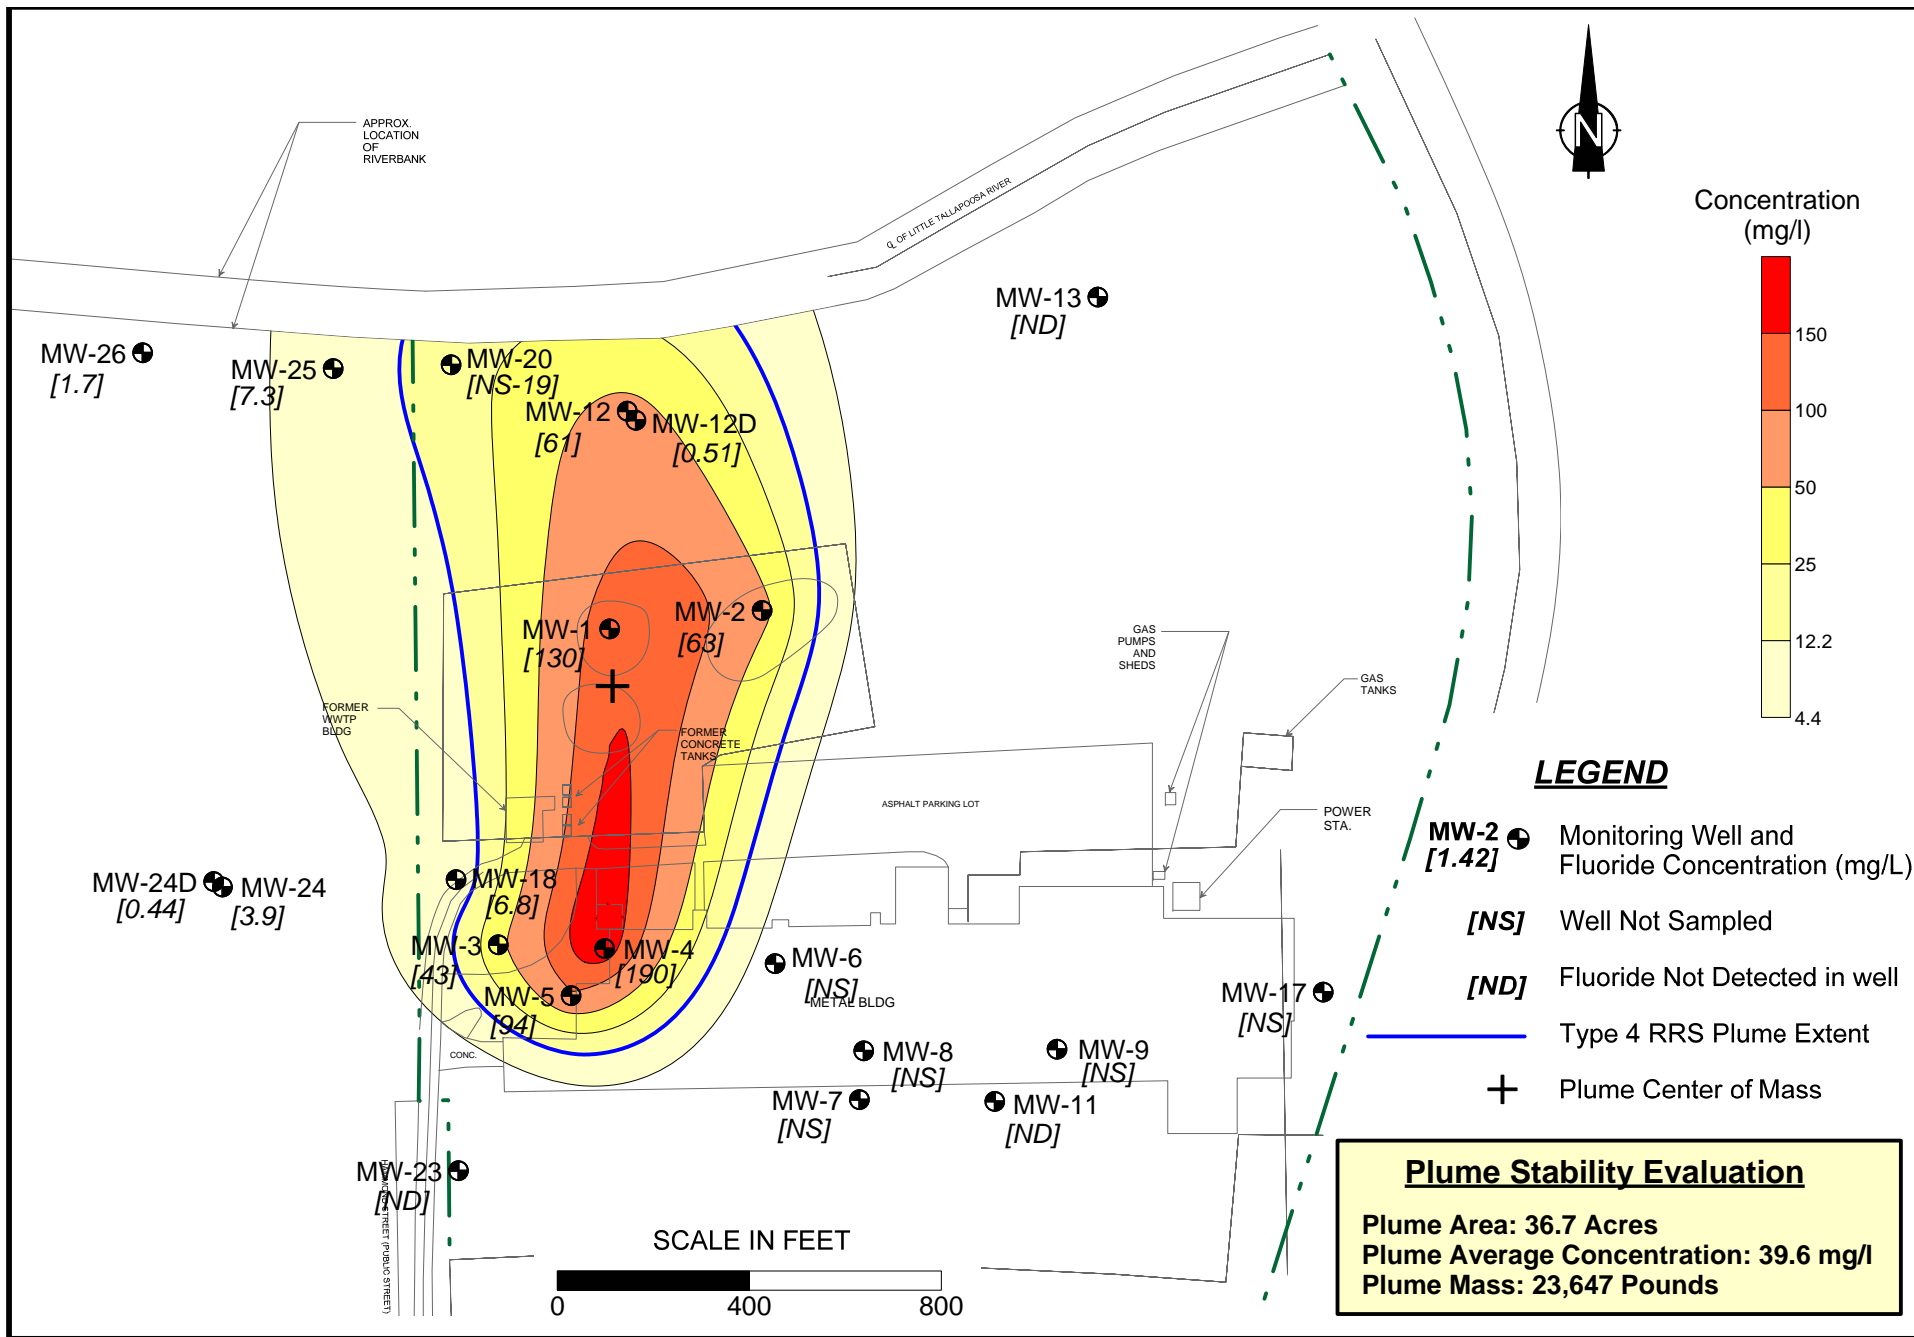 APPROX.
LOCATION
OF
RIVERBANK
℄ OF LITTLE TALLAPOOSA RIVER
N
Concentration
(mg/l)
150
100
50
25
12.2
4.4
MW-13
[ND]
MW-26
[1.7]
MW-25
[7.3]
MW-20
[NS-19]
MW-12
[61]
MW-12D
[0.51]
MW-1
[130]
MW-2
[63]
GAS
PUMPS
AND
SHEDS
GAS
TANKS
FORMER
WWTP
BLDG
FORMER
CONCRETE
TANKS
ASPHALT PARKING LOT
POWER
STA.
MW-24D
[0.44]
MW-24
[3.9]
MW-18
[6.8]
MW-3
[43]
MW-4
[190]
MW-5
[94]
MW-6
[NS]
METAL BLDG
MW-17
[NS]
CONC.
MW-8
[NS]
MW-9
[NS]
MW-7
[NS]
MW-11
[ND]
MW-23
[ND]
HAMMOND STREET (PUBLIC STREET)
SCALE IN FEET
0
400
800
LEGEND
MW-2
[1.42]
Monitoring Well and
Fluoride Concentration (mg/L)
[NS] Well Not Sampled
[ND] Fluoride Not Detected in well
Type 4 RRS Plume Extent
Plume Center of Mass
Plume Stability Evaluation
Plume Area: 36.7 Acres
Plume Average Concentration: 39.6 mg/l
Plume Mass: 23,647 Pounds